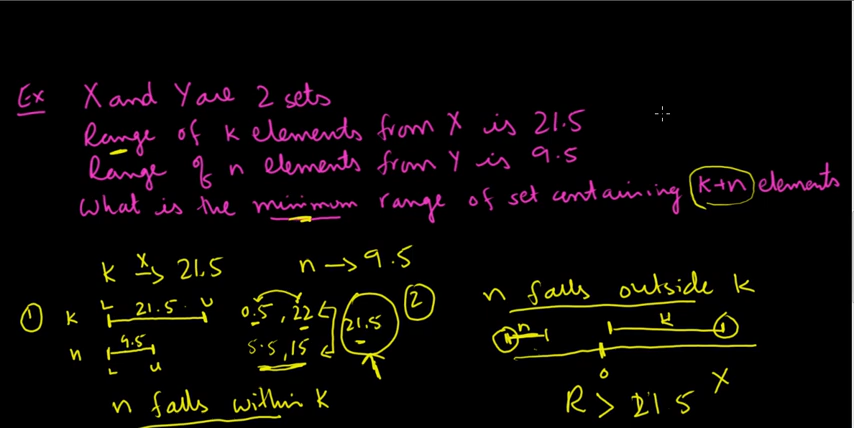 Ex X and Y are 2 sets
Range of k elements from X is 21.5
Range of n elements from Y is 9.5
What is the minimum range of set containing k+n elements
k X→ 21.5 n → 9.5
① k L 21.5 U 0.5, 22 21.5 ②
n 9.5 L U 5.5, 15
n falls within k
n falls outside k
① n k ①
0
R > 21.5 X